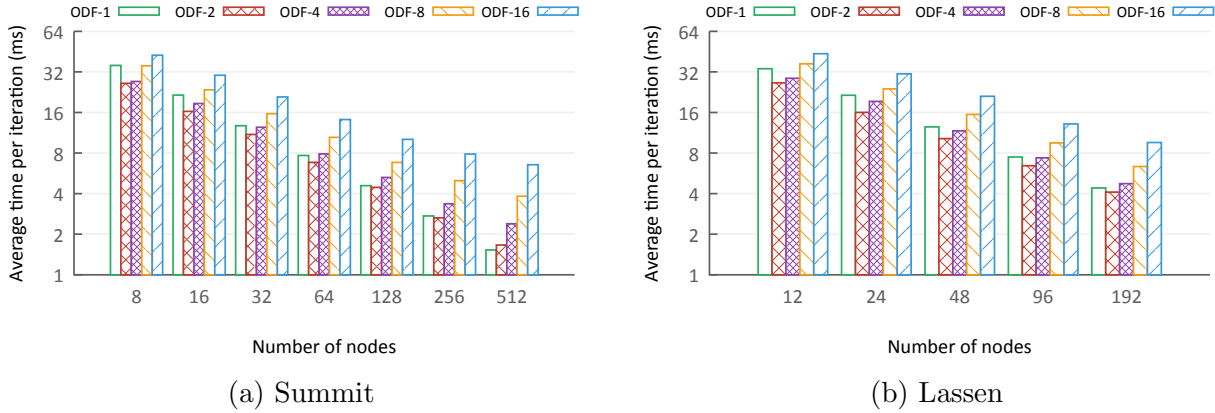 ODF-1 ODF-2 ODF-4 ODF-8 ODF-16
Average time per iteration (ms)
64
32
16
8
4
2
1
8 16 32 64 128 256 512
Number of nodes
(a) Summit
ODF-1 ODF-2 ODF-4 ODF-8 ODF-16
Average time per iteration (ms)
64
32
16
8
4
2
1
12 24 48 96 192
Number of nodes
(b) Lassen